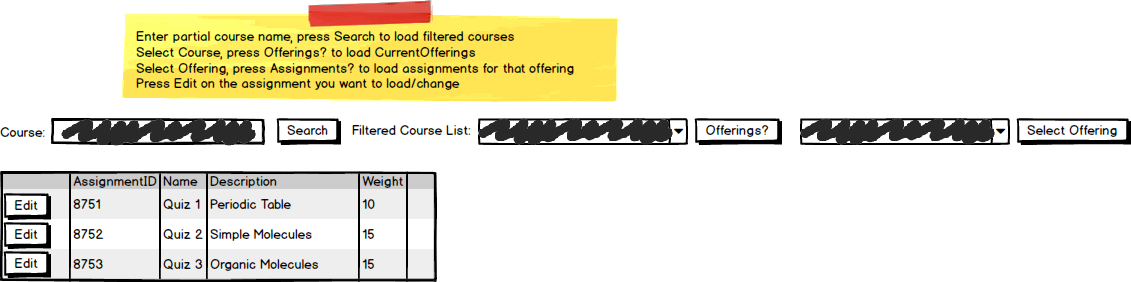 Enter partial course name, press Search to load filtered courses
Select Course, press Offerings? to load CurrentOfferings
Select Offering, press Assignments? to load assignments for that offering
Press Edit on the assignment you want to load/change
Course: Search Filtered Course List: Offerings? Select Offering
AssignmentID Name Description Weight
Edit 8751 Quiz 1 Periodic Table 10
Edit 8752 Quiz 2 Simple Molecules 15
Edit 8753 Quiz 3 Organic Molecules 15